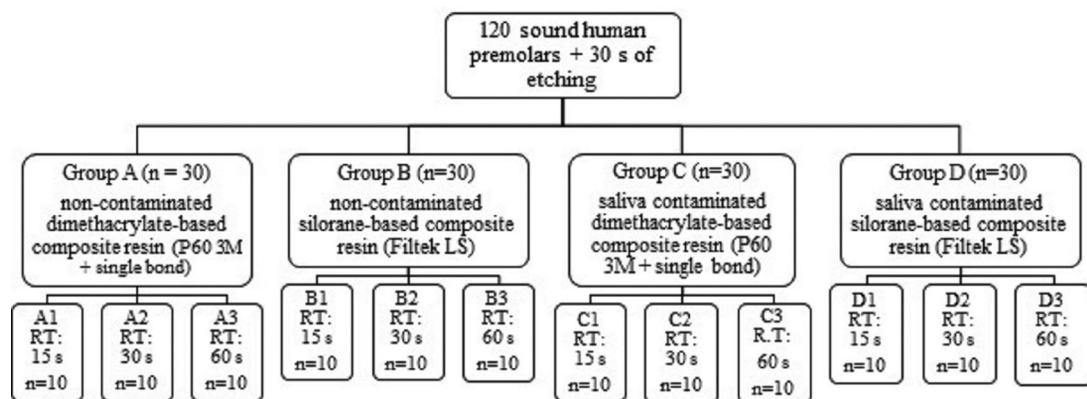 120 sound human
premolars + 30 s of
etching
Group A (n = 30)
non-contaminated
dimethacrylate-based
composite resin (P60 3M
+ single bond)
Group B (n=30)
non-contaminated
silorane-based composite
resin (Filtek LS)
Group C (n=30)
saliva contaminated
dimethacrylate-based
composite resin (P60
3M + single bond)
Group D (n=30)
saliva contaminated
silorane-based composite
resin (Filtek LS)
A1
RT:
15 s
n=10
A2
RT:
30 s
n=10
A3
RT:
60 s
n=10
B1
RT:
15 s
n=10
B2
RT:
30 s
n=10
B3
RT:
60 s
n=10
C1
RT:
15 s
n=10
C2
RT:
30 s
n=10
C3
R.T:
60 s
n=10
D1
RT:
15 s
n=10
D2
RT:
30 s
n=10
D3
RT:
60 s
n=10